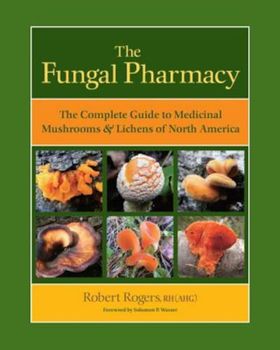 The
Fungal Pharmacy
The Complete Guide to Medicinal
Mushrooms & Lichens of North America
Robert Rogers, RH (AHG)
Foreword by Solomon P. Wasser